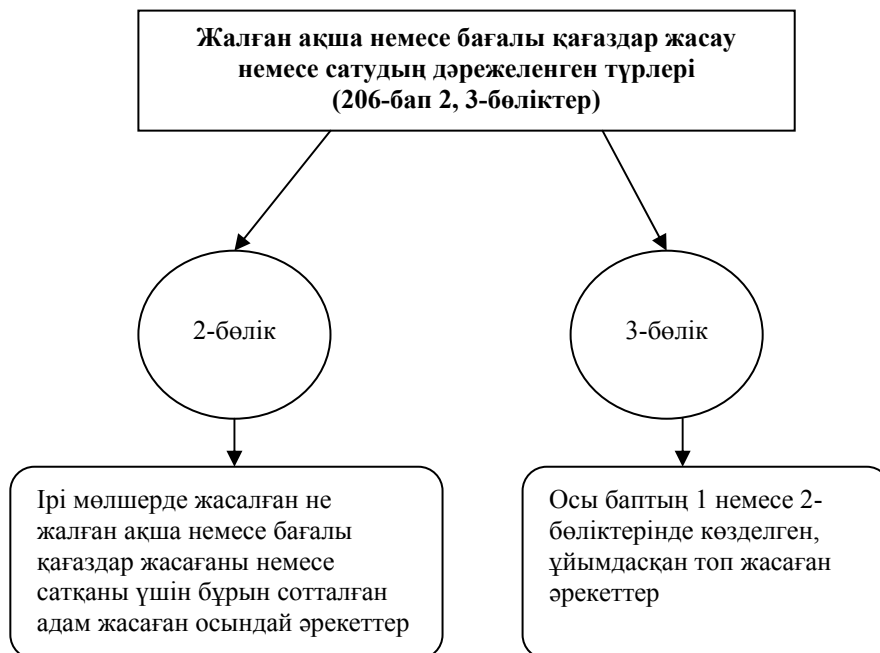 Жалған ақша немесе бағалы қағаздар жасау
немесе сатудың дәрежеленген түрлері
(206-бап 2, 3-бөліктер)
2-бөлік
3-бөлік
Ірі мөлшерде жасалған не
жалған ақша немесе бағалы
қағаздар жасағаны немесе
сатқаны үшін бұрын сотталған
адам жасаған осындай әрекеттер
Осы баптың 1 немесе 2-
бөліктерінде көзделген,
ұйымдасқан топ жасаған
әрекеттер